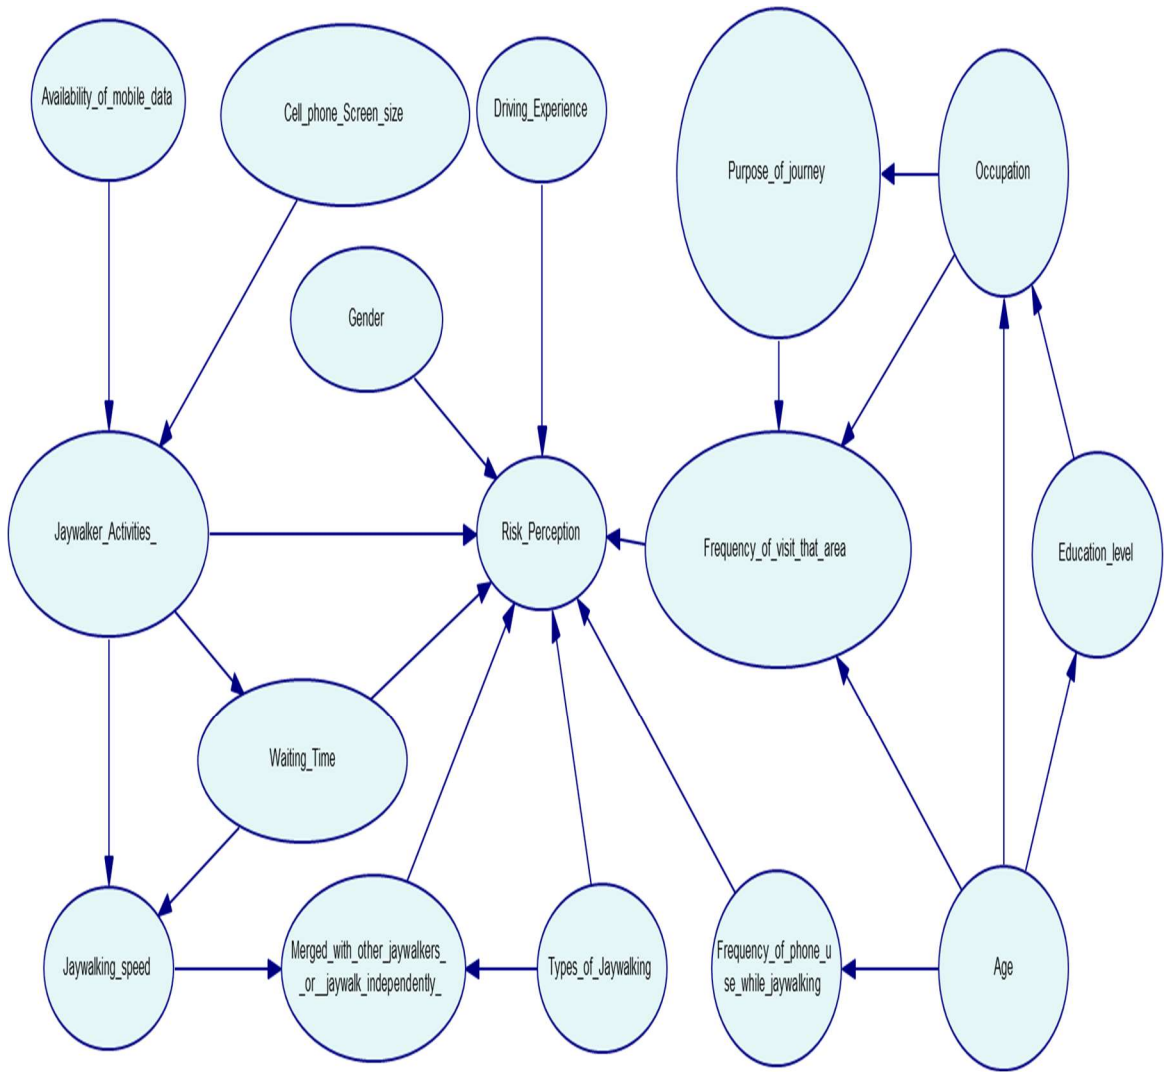 Availability_of_mobile_data
Cell_phone_Screen_size
Driving_Experience
Purpose_of_journey
Occupation
Gender
Jaywalker_Activities_
Risk_Perception
Frequency_of_visit_that_area
Education_level
Waiting_Time
Jaywalking_speed
Merged_with_other_jaywalkers_
_or__jaywalk_independently_
Types_of_Jaywalking
Frequency_of_phone_u
se_while_jaywalking
Age